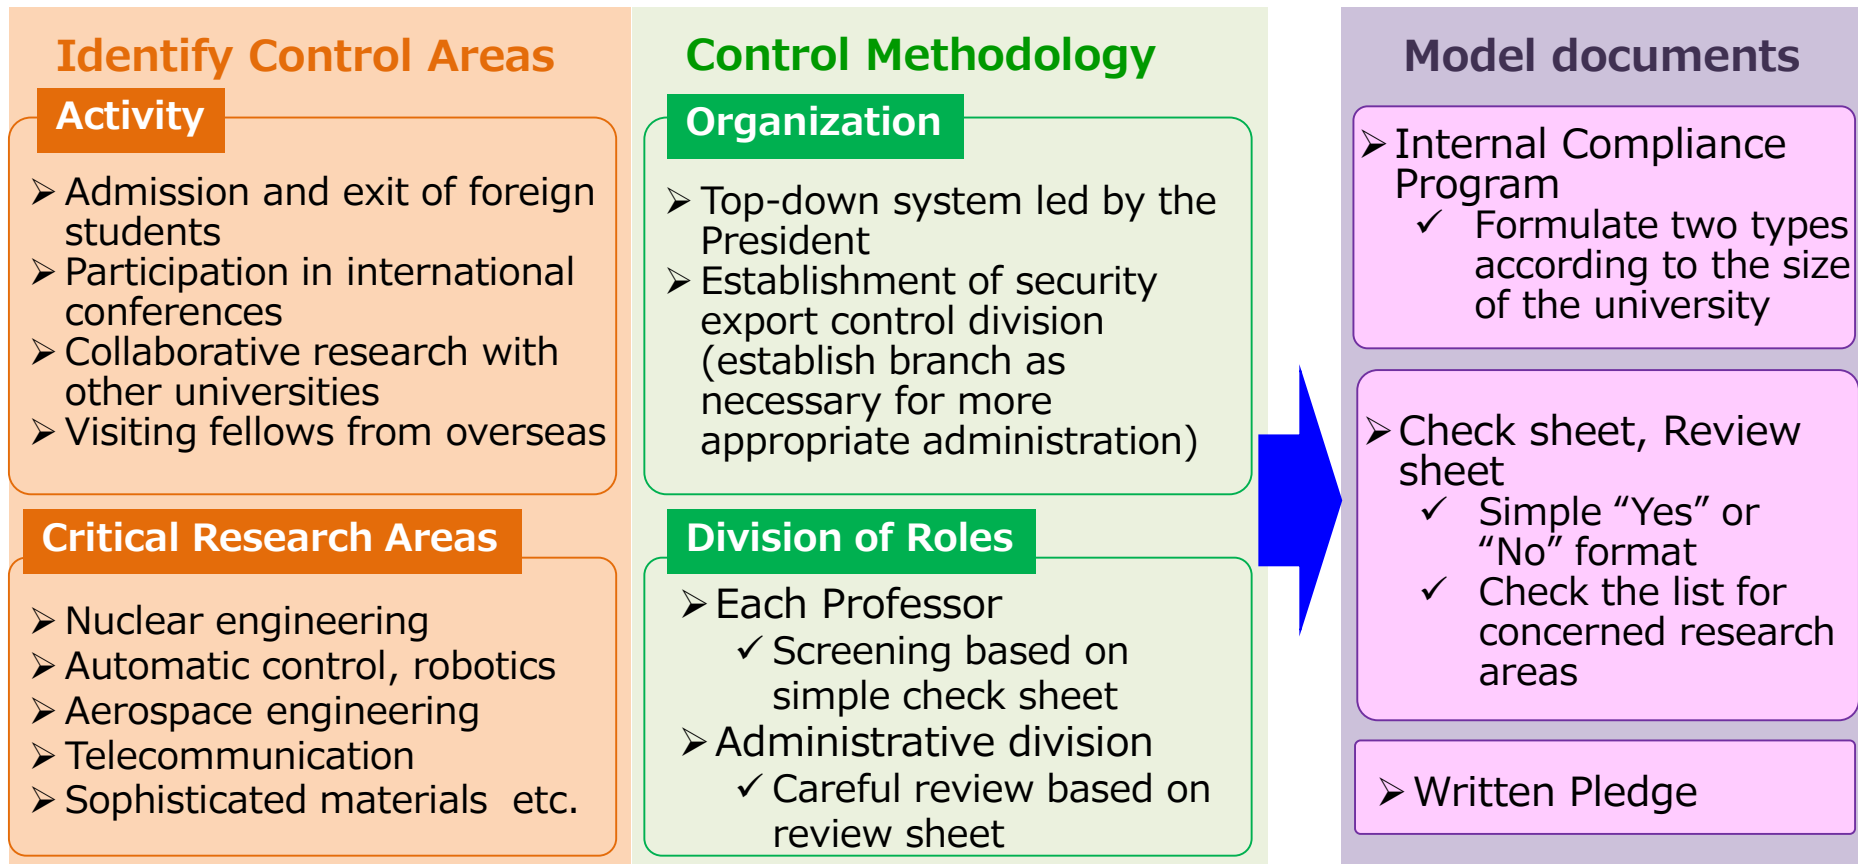 Identify Control Areas
Activity
➢ Admission and exit of foreign
students
➢ Participation in international
conferences
➢ Collaborative research with
other universities
➢ Visiting fellows from overseas
Critical Research Areas
➢ Nuclear engineering
➢ Automatic control, robotics
➢ Aerospace engineering
➢ Telecommunication
➢ Sophisticated materials etc.
Control Methodology
Organization
➢ Top-down system led by the
President
➢ Establishment of security
export control division
(establish branch as
necessary for more
appropriate administration)
Division of Roles
➢ Each Professor
✓ Screening based on
simple check sheet
➢ Administrative division
✓ Careful review based on
review sheet
Model documents
➢ Internal Compliance
Program
✓ Formulate two types
according to the size
of the university
➢ Check sheet, Review
sheet
✓ Simple “Yes” or
“No” format
✓ Check the list for
concerned research
areas
➢ Written Pledge